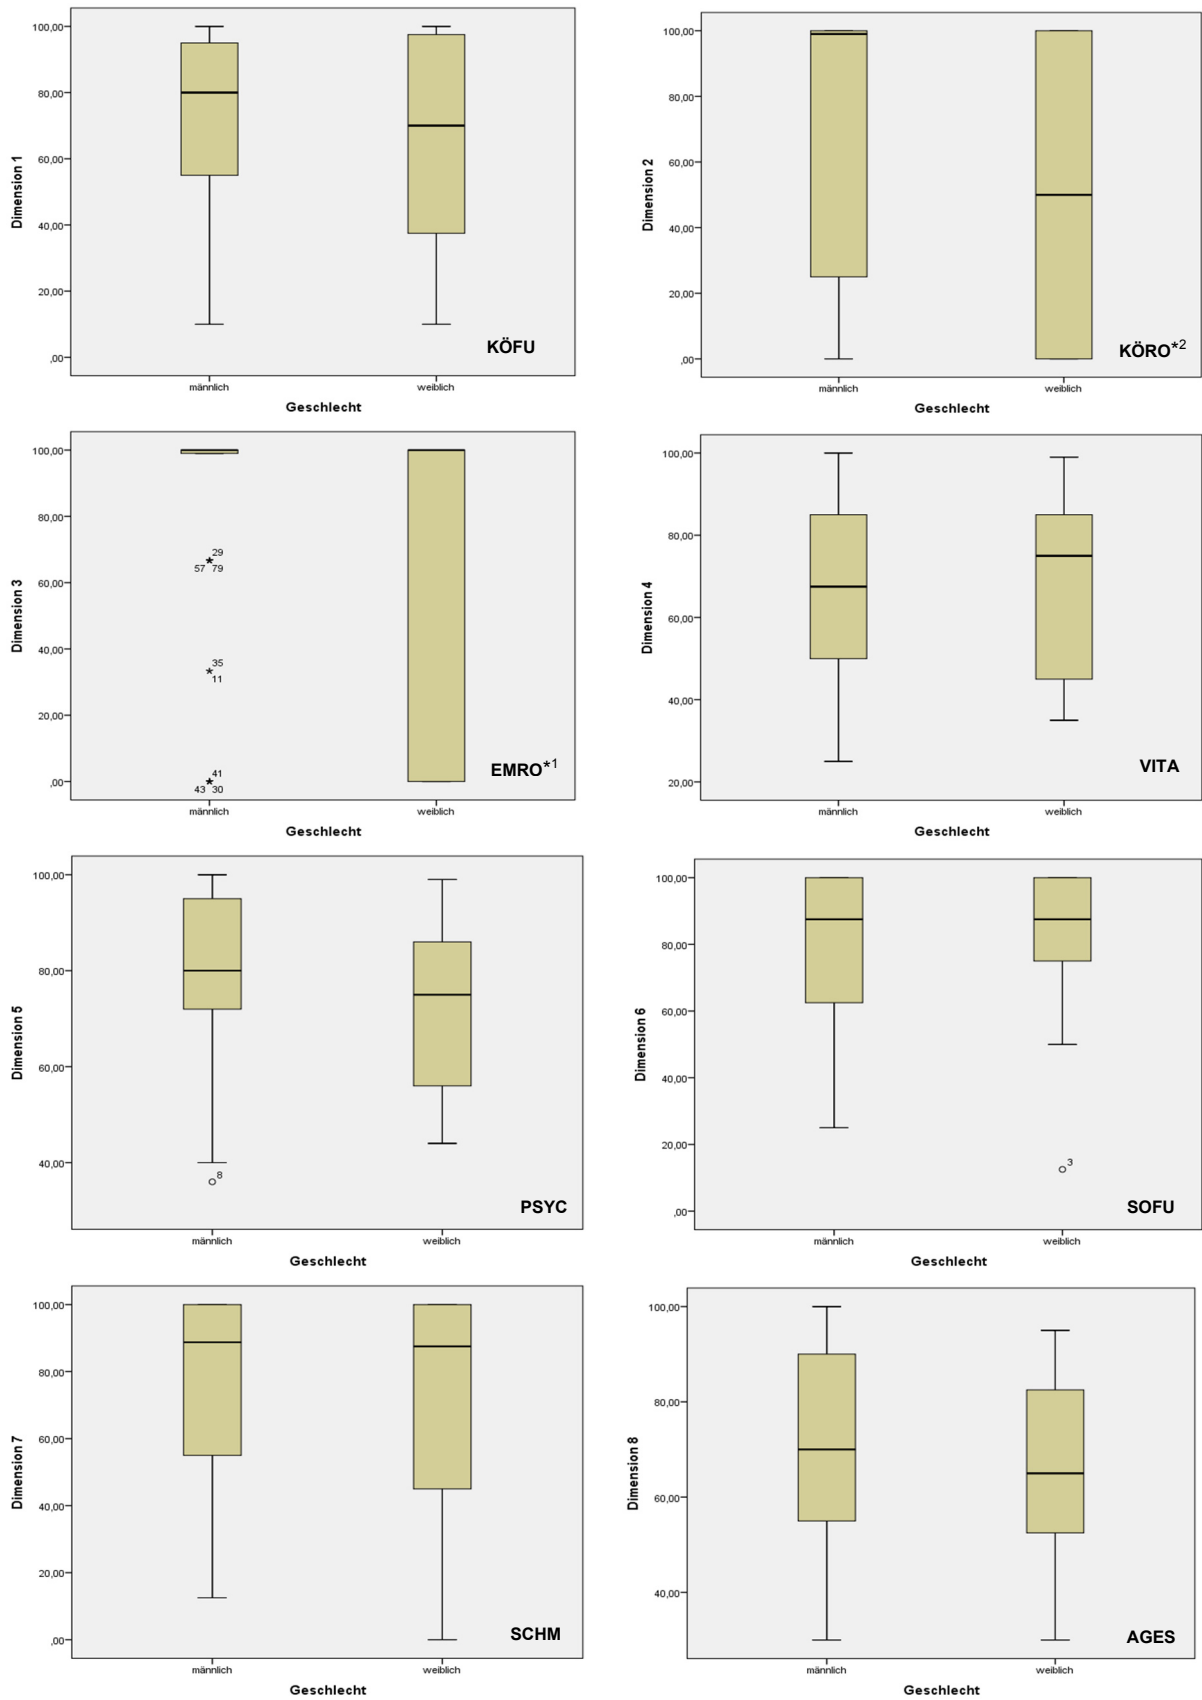 100,00
80,00
60,00
40,00
20,00
,00
Dimension 1
KÖFU
männlich weiblich
Geschlecht
100,00
80,00
60,00
40,00
20,00
,00
Dimension 2
KÖRO*2
männlich weiblich
Geschlecht
100,00
80,00
60,00
40,00
20,00
,00
Dimension 3
29
57 79
35
11
41
43 30
EMRO*1
männlich weiblich
Geschlecht
100,00
80,00
60,00
40,00
20,00
Dimension 4
VITA
männlich weiblich
Geschlecht
100,00
80,00
60,00
40,00
Dimension 5
8
PSYC
männlich weiblich
Geschlecht
100,00
80,00
60,00
40,00
20,00
,00
Dimension 6
3
SOFU
männlich weiblich
Geschlecht
100,00
80,00
60,00
40,00
20,00
,00
Dimension 7
SCHM
männlich weiblich
Geschlecht
100,00
80,00
60,00
40,00
Dimension 8
AGES
männlich weiblich
Geschlecht